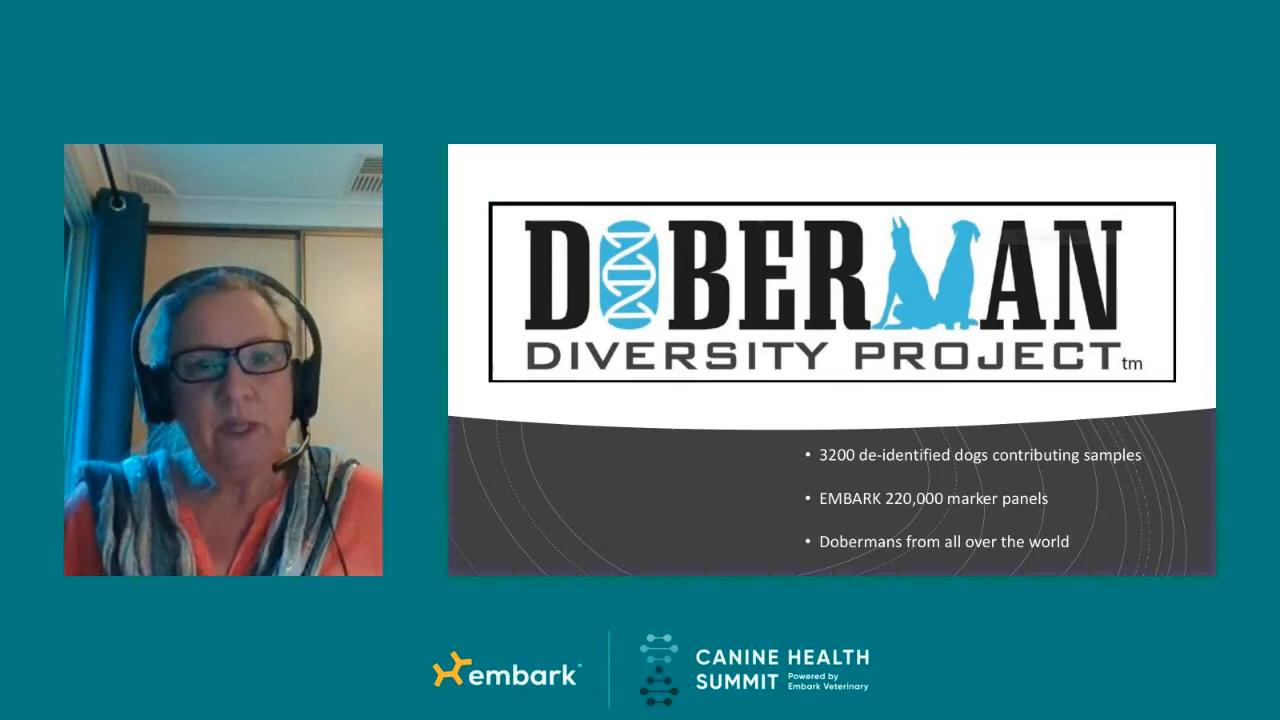 DOBERMAN
DIVERSITY PROJECT tm
• 3200 de-identified dogs contributing samples
• EMBARK 220,000 marker panels
• Dobermans from all over the world
embark
CANINE HEALTH
SUMMIT
Powered by
Embark Veterinary